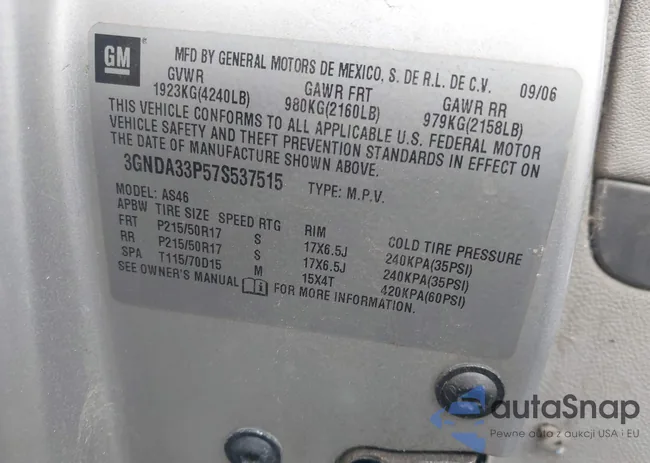 GM
MFD BY GENERAL MOTORS DE MEXICO, S. DE R.L. DE C.V. 09/06
GVWR GAWR FRT GAWR RR
1923KG(4240LB) 980KG(2160LB) 979KG(2158LB)
THIS VEHICLE CONFORMS TO ALL APPLICABLE U.S. FEDERAL MOTOR
VEHICLE SAFETY AND THEFT PREVENTION STANDARDS IN EFFECT ON
THE DATE OF MANUFACTURE SHOWN ABOVE.
3GNDA33P57S537515 TYPE: M.P.V.
MODEL: AS46
APBW TIRE SIZE SPEED RTG RIM COLD TIRE PRESSURE
FRT P215/50R17 S 17X6.5J 240KPA(35PSI)
RR P215/50R17 S 17X6.5J 240KPA(35PSI)
SPA T115/70D15 M 15X4T 420KPA(60PSI)
SEE OWNER'S MANUAL FOR MORE INFORMATION.
autaSnap
Pewne auta z aukcji USA i EU